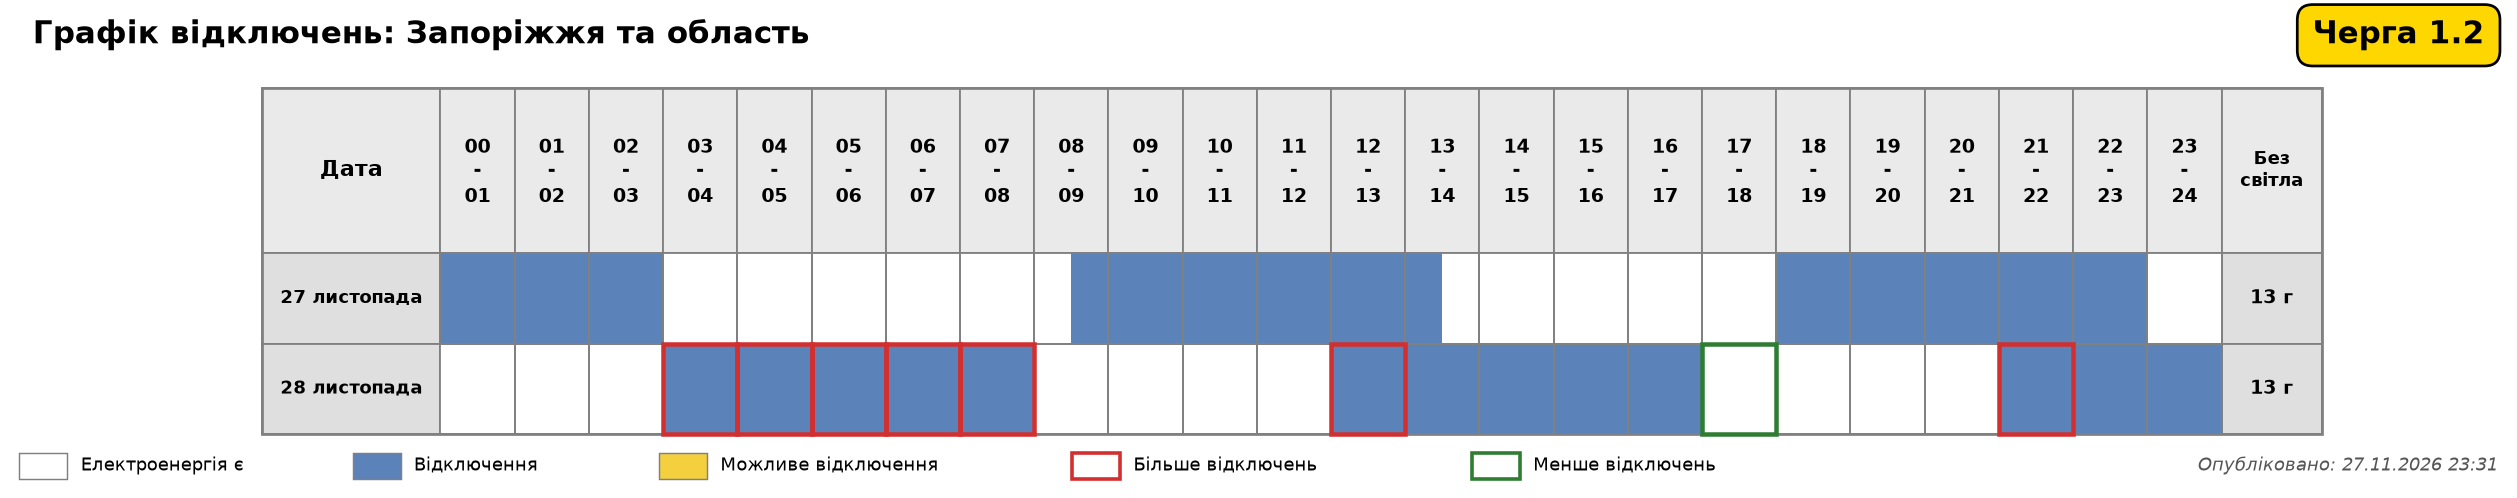 Графік відключень: Запоріжжя та область
Черга 1.2
Дата
00 - 01
01 - 02
02 - 03
03 - 04
04 - 05
05 - 06
06 - 07
07 - 08
08 - 09
09 - 10
10 - 11
11 - 12
12 - 13
13 - 14
14 - 15
15 - 16
16 - 17
17 - 18
18 - 19
19 - 20
20 - 21
21 - 22
22 - 23
23 - 24
Без
світла
27 листопада
13 г
28 листопада
13 г
Електроенергія є
Відключення
Можливе відключення
Більше відключень
Менше відключень
Опубліковано: 27.11.2026 23:31